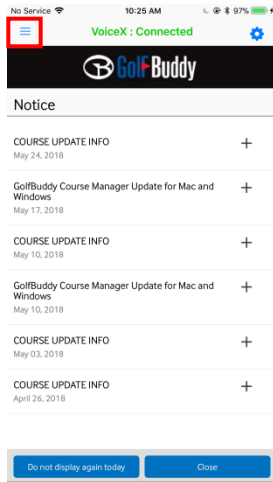 No Service 10:25 AM 97%
VoiceX : Connected
GolfBuddy
Notice
COURSE UPDATE INFO
May 24, 2018
GolfBuddy Course Manager Update for Mac and
Windows
May 17, 2018
COURSE UPDATE INFO
May 10, 2018
GolfBuddy Course Manager Update for Mac and
Windows
May 10, 2018
COURSE UPDATE INFO
May 03, 2018
COURSE UPDATE INFO
April 26, 2018
Do not display again today Close